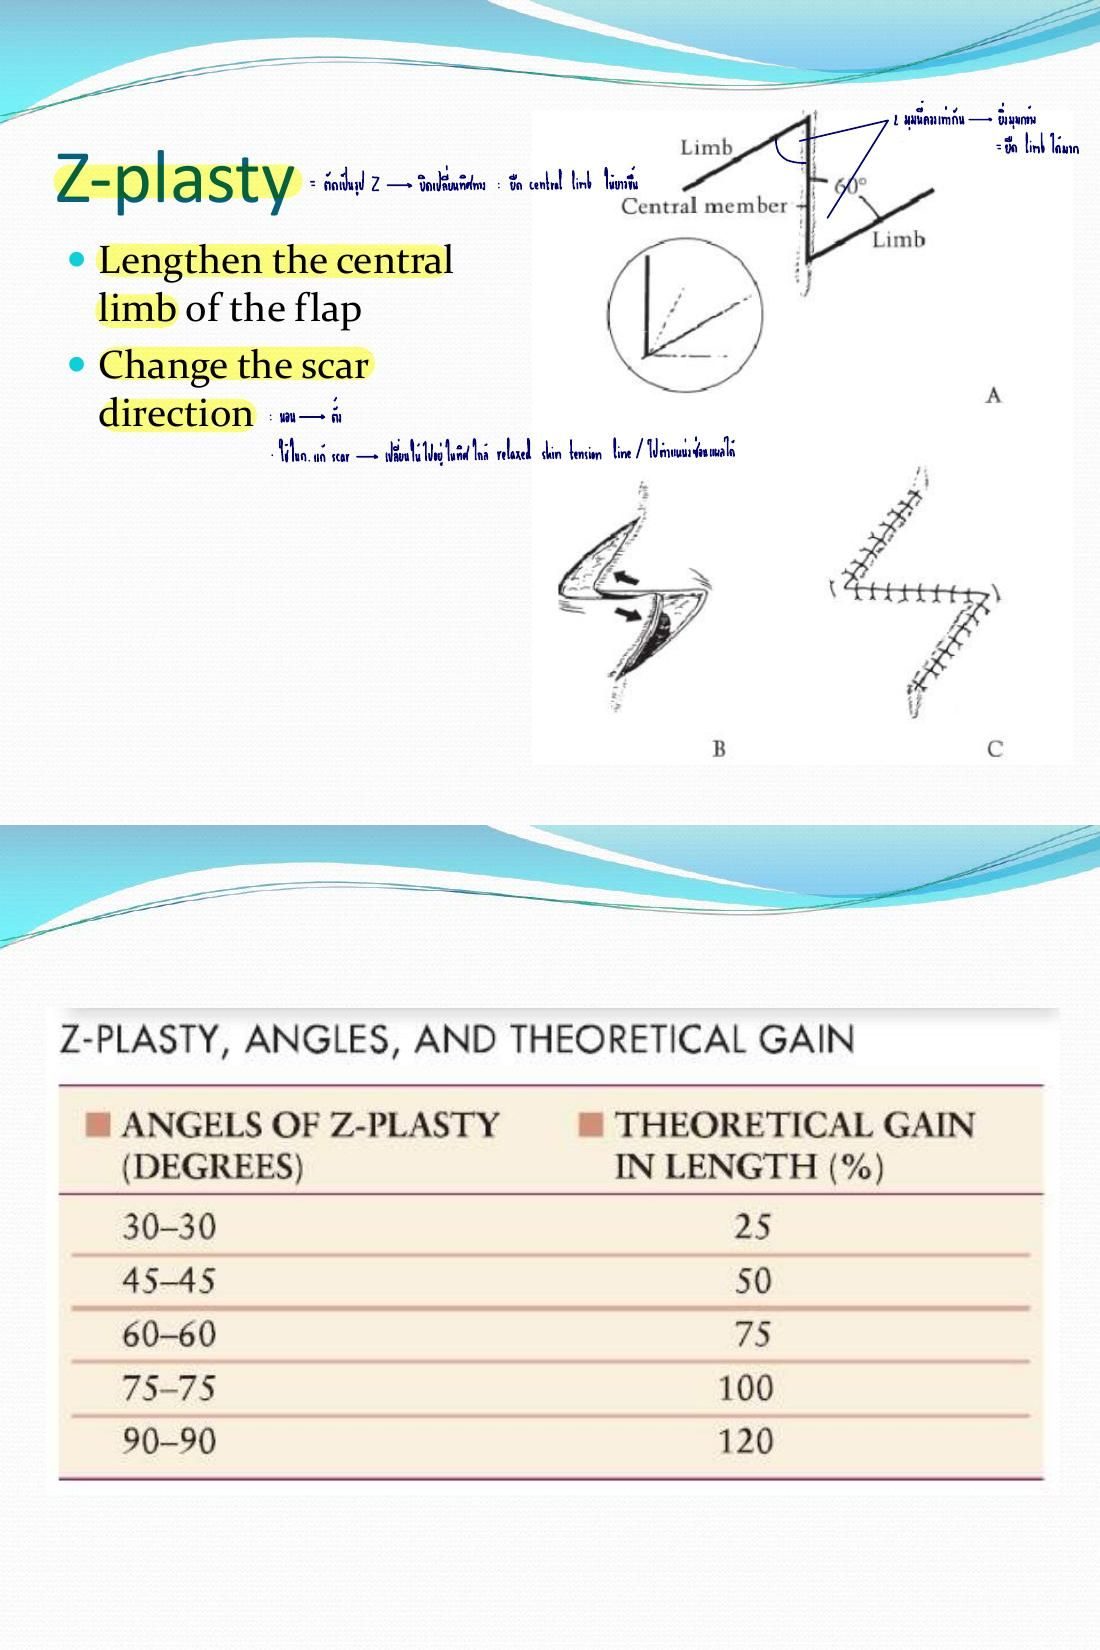 Z-plasty = ตัดเป็นรูป Z → บิดเปลี่ยนทิศทาง : ยืด central limb ให้ยาวขึ้น
Lengthen the central
limb of the flap
Change the scar
direction : นอน → ตั้ง
· ใช้ในก. แก้ scar → เปลี่ยนให้ไปอยู่ในทิศใกล้ relaxed skin tension line / ไปตำแหน่งซ่อนแผลได้
2 มุมนี้ควรเท่ากัน → ยิ่งมุมกว้าง
= ยืด limb ได้มาก
Limb
60°
Central member
Limb
A
B
C
Z-PLASTY, ANGLES, AND THEORETICAL GAIN
ANGELS OF Z-PLASTY
(DEGREES)
THEORETICAL GAIN
IN LENGTH (%)
30–30 25
45–45 50
60–60 75
75–75 100
90–90 120